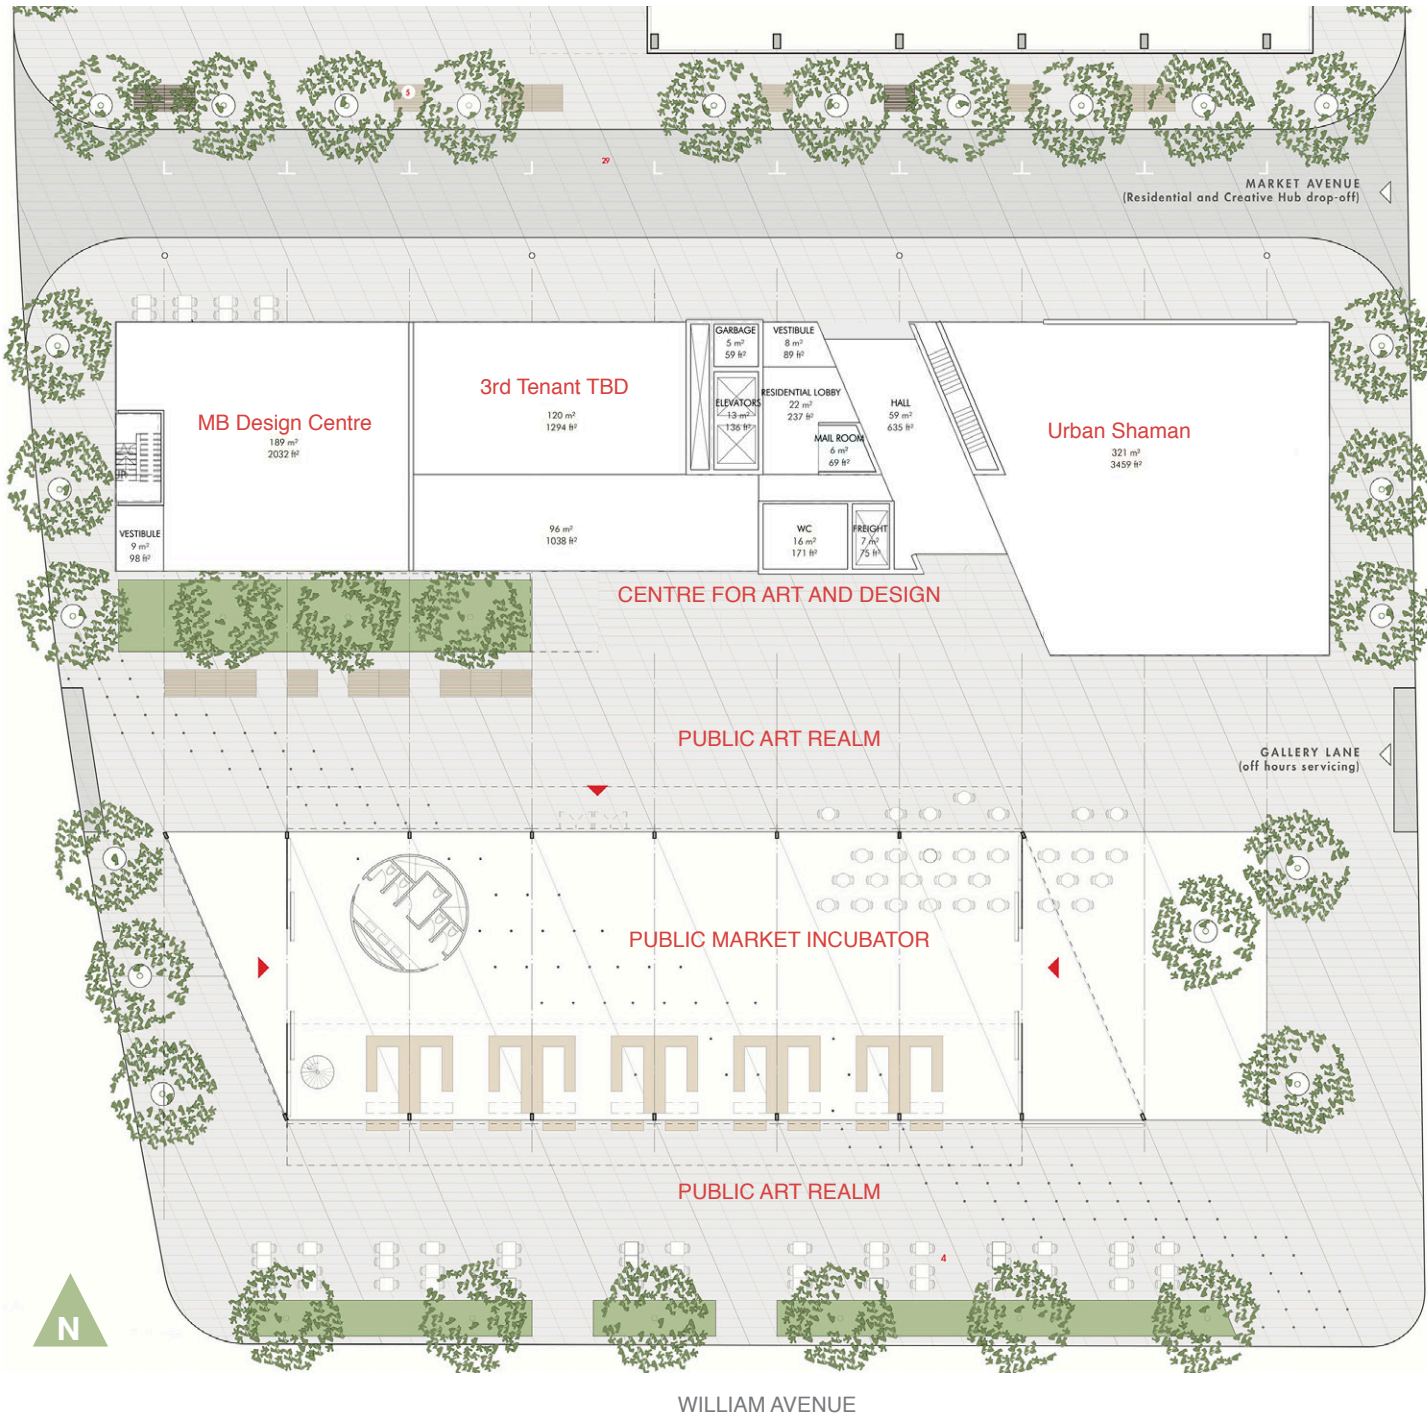 5
29
MARKET AVENUE
(Residential and Creative Hub drop-off)
GARBAGE
5 m²
59 ft²
VESTIBULE
8 m²
89 ft²
3rd Tenant TBD
120 m²
1294 ft²
ELEVATORS
13 m²
136 ft²
RESIDENTIAL LOBBY
22 m²
237 ft²
HALL
59 m²
635 ft²
MB Design Centre
189 m²
2032 ft²
MAIL ROOM
6 m²
69 ft²
Urban Shaman
321 m²
3459 ft²
UP
VESTIBULE
9 m²
98 ft²
96 m²
1038 ft²
WC
16 m²
171 ft²
FREIGHT
7 m²
75 ft²
CENTRE FOR ART AND DESIGN
PUBLIC ART REALM
GALLERY LANE
(off hours servicing)
PUBLIC MARKET INCUBATOR
PUBLIC ART REALM
4
N
WILLIAM AVENUE